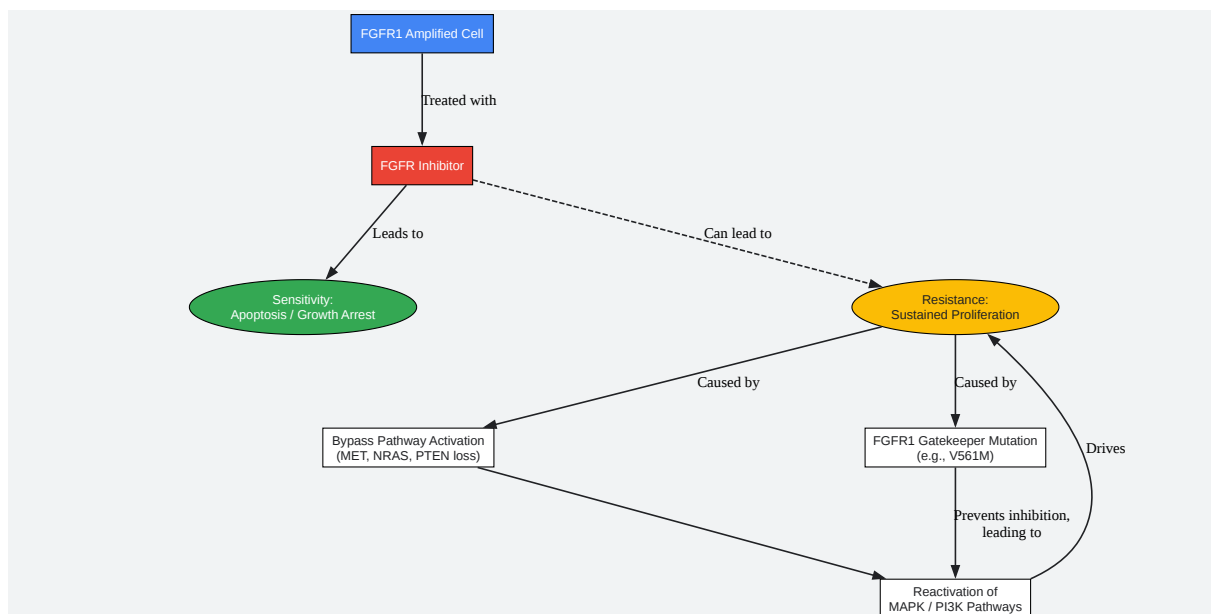 FGFR1 Amplified Cell
Treated with
FGFR Inhibitor
Leads to
Can lead to
Sensitivity:
Apoptosis / Growth Arrest
Resistance:
Sustained Proliferation
Caused by
Caused by
Bypass Pathway Activation
(MET, NRAS, PTEN loss)
FGFR1 Gatekeeper Mutation
(e.g., V561M)
Drives
Prevents inhibition,
leading to
Reactivation of
MAPK / PI3K Pathways